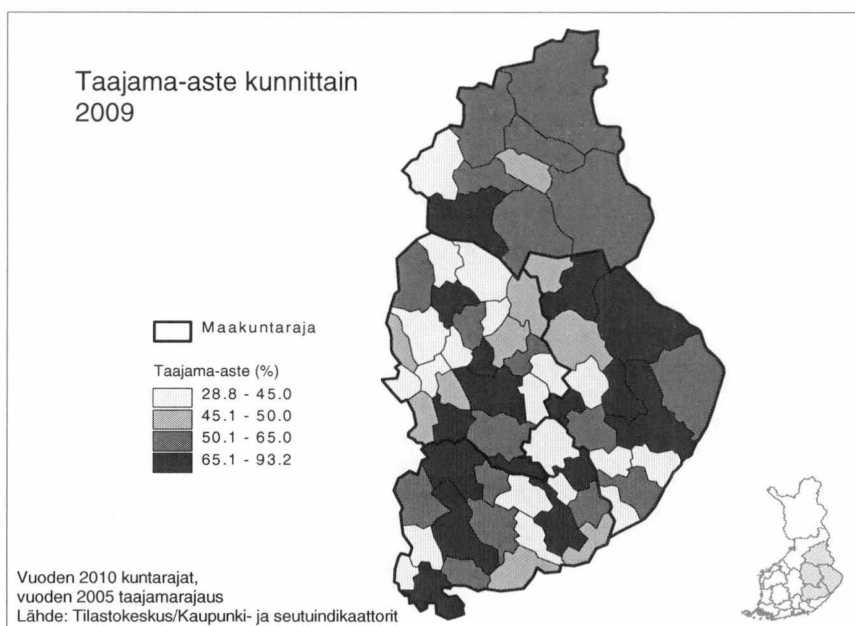 Taajama-aste kunnittain
2009
Maakuntaraja
Taajama-aste (%)
28.8 - 45.0
45.1 - 50.0
50.1 - 65.0
65.1 - 93.2
Vuoden 2010 kuntarajat,
vuoden 2005 taajamarajaus
Lähde: Tilastokeskus/Kaupunki- ja seutuindikaattorit